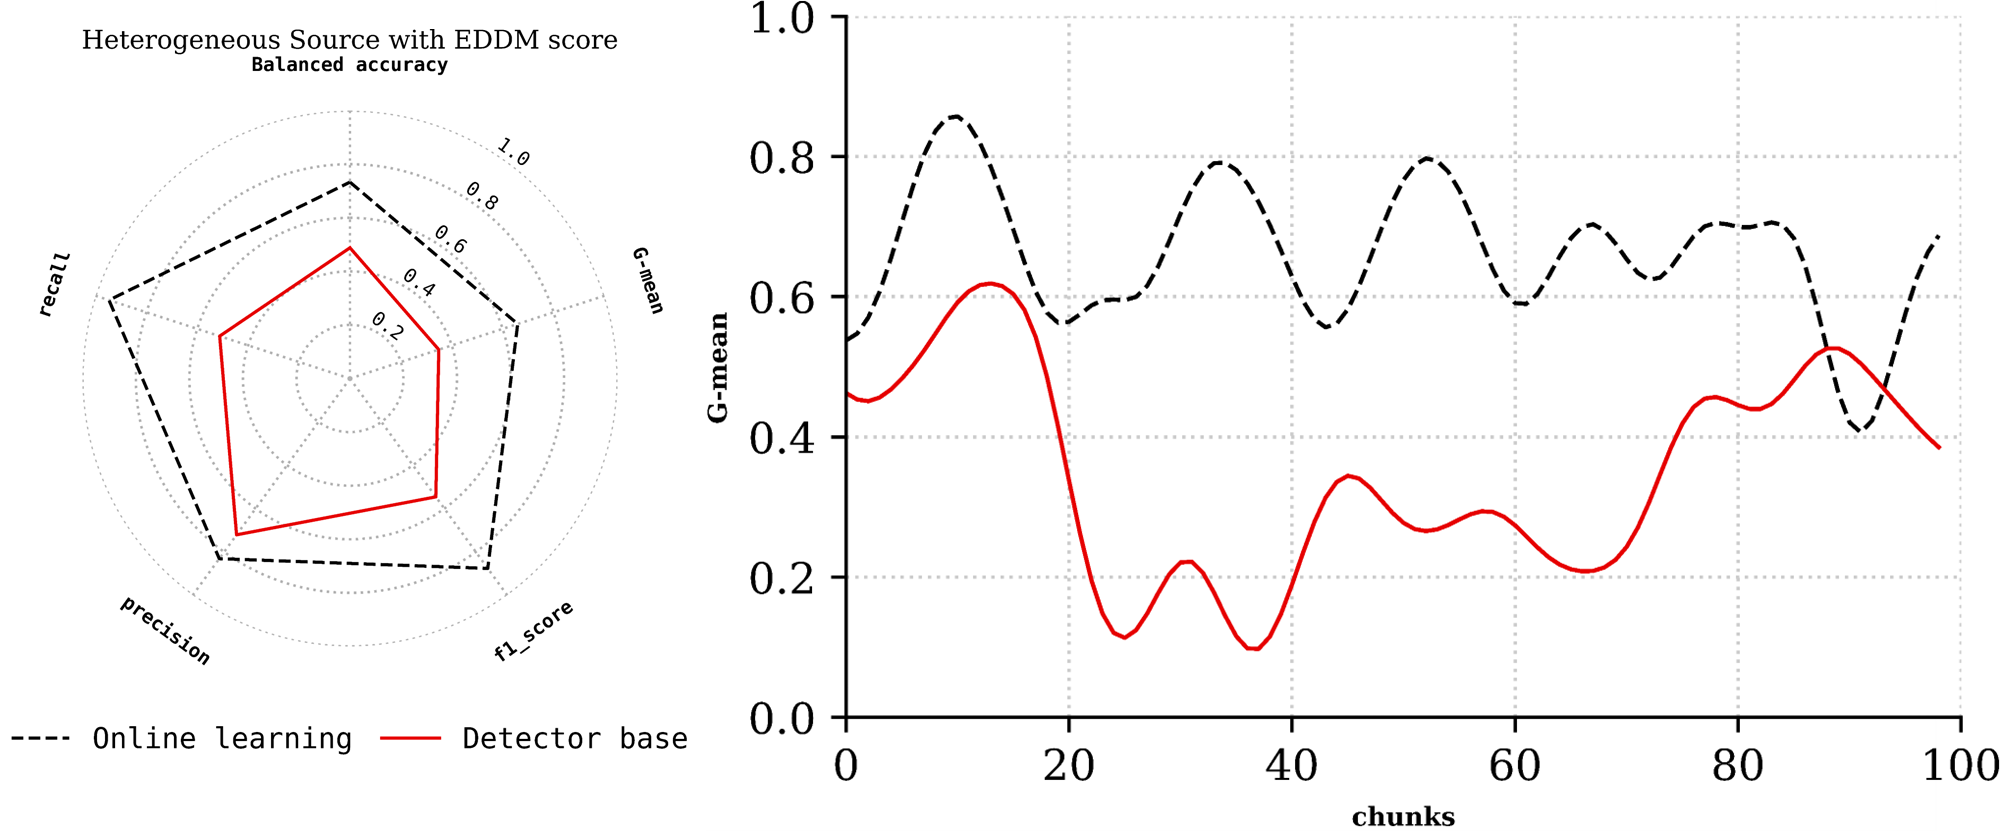 Heterogeneous Source with EDDM score
Balanced accuracy
G-mean
recall
precision
f1_score
1.0
0.8
0.6
0.4
0.2
Online learning
Detector base
1.0
0.8
0.6
0.4
0.2
0.0
G-mean
0 20 40 60 80 100
chunks